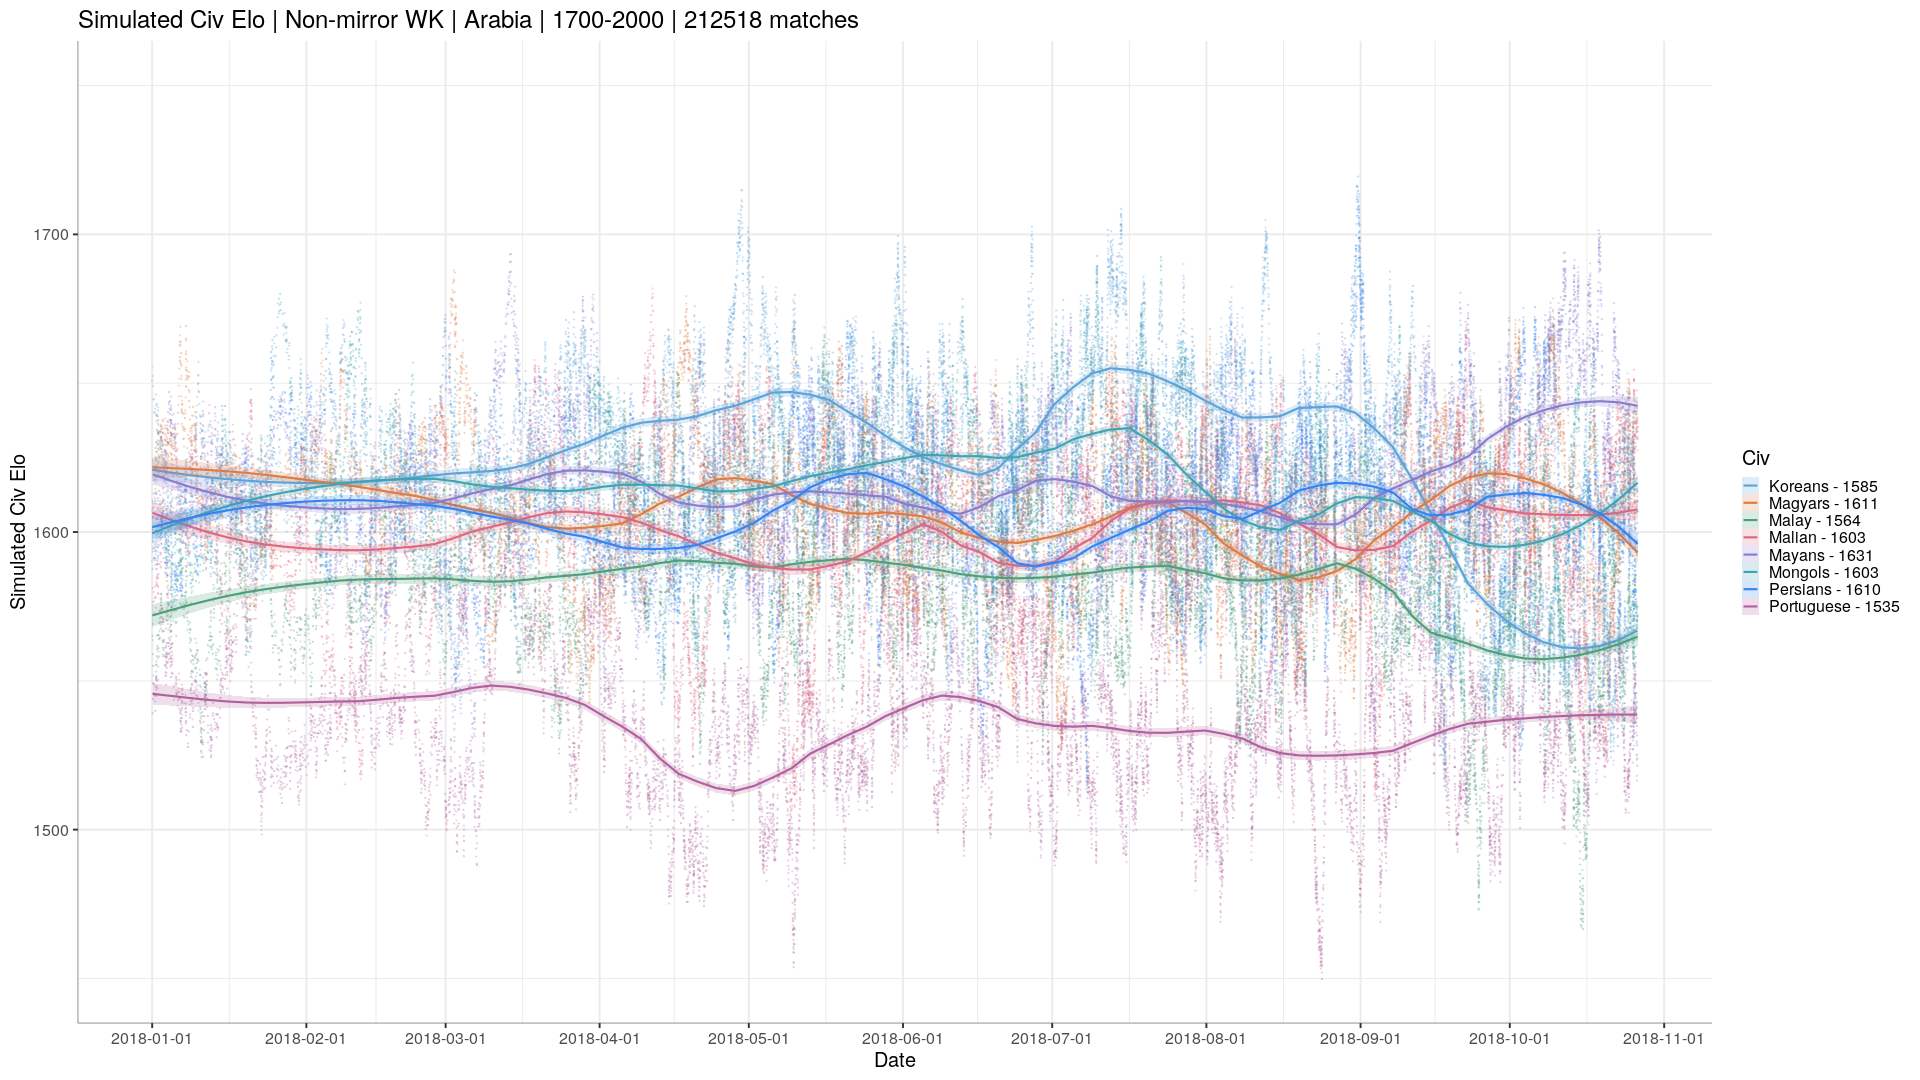 Simulated Civ Elo | Non-mirror WK | Arabia | 1700-2000 | 212518 matches
Simulated Civ Elo
1700
1600
1500
2018-01-01
2018-02-01
2018-03-01
2018-04-01
2018-05-01
2018-06-01
2018-07-01
2018-08-01
2018-09-01
2018-10-01
2018-11-01
Date
Civ
Koreans - 1585
Magyars - 1611
Malay - 1564
Malian - 1603
Mayans - 1631
Mongols - 1603
Persians - 1610
Portuguese - 1535